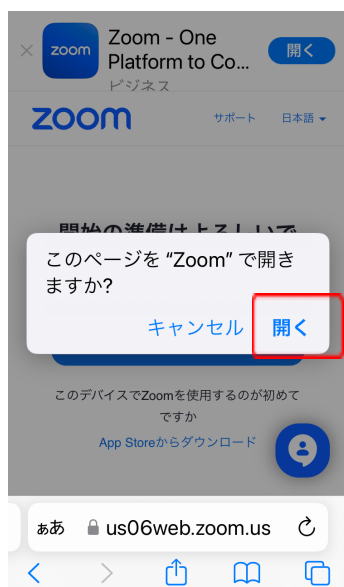 zoom
Zoom - One
Platform to Co...
ビジネス
開く
zoom
サポート
日本語
開始の準備はよろしいで
このページを “Zoom” で開き
ますか?
キャンセル
開く
このデバイスでZoomを使用するのが初めて
ですか
App Storeからダウンロード
ああ
us06web.zoom.us